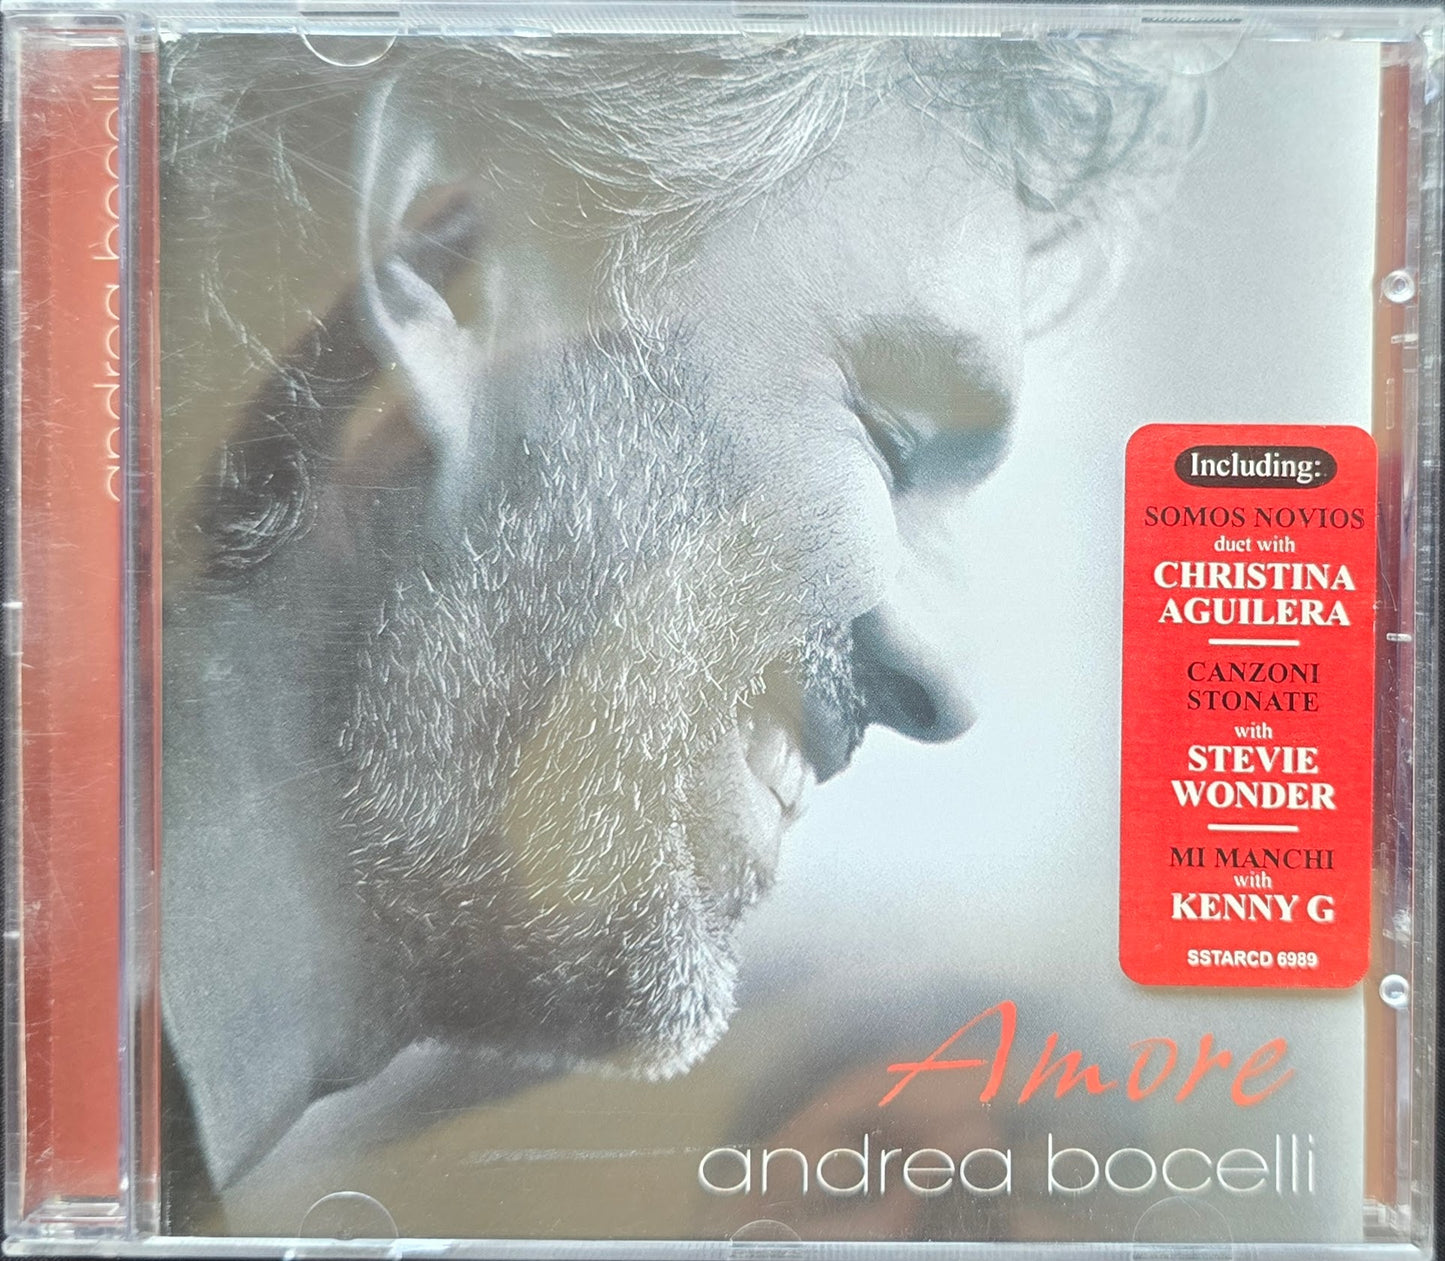 andrea bocelli
Including:
SOMOS NOVIOS
duet with
CHRISTINA
AGUILERA
CANZONI
STONATE
with
STEVIE
WONDER
MI MANCHI
with
KENNY G
SSTARCD 6989
Amore
andrea bocelli